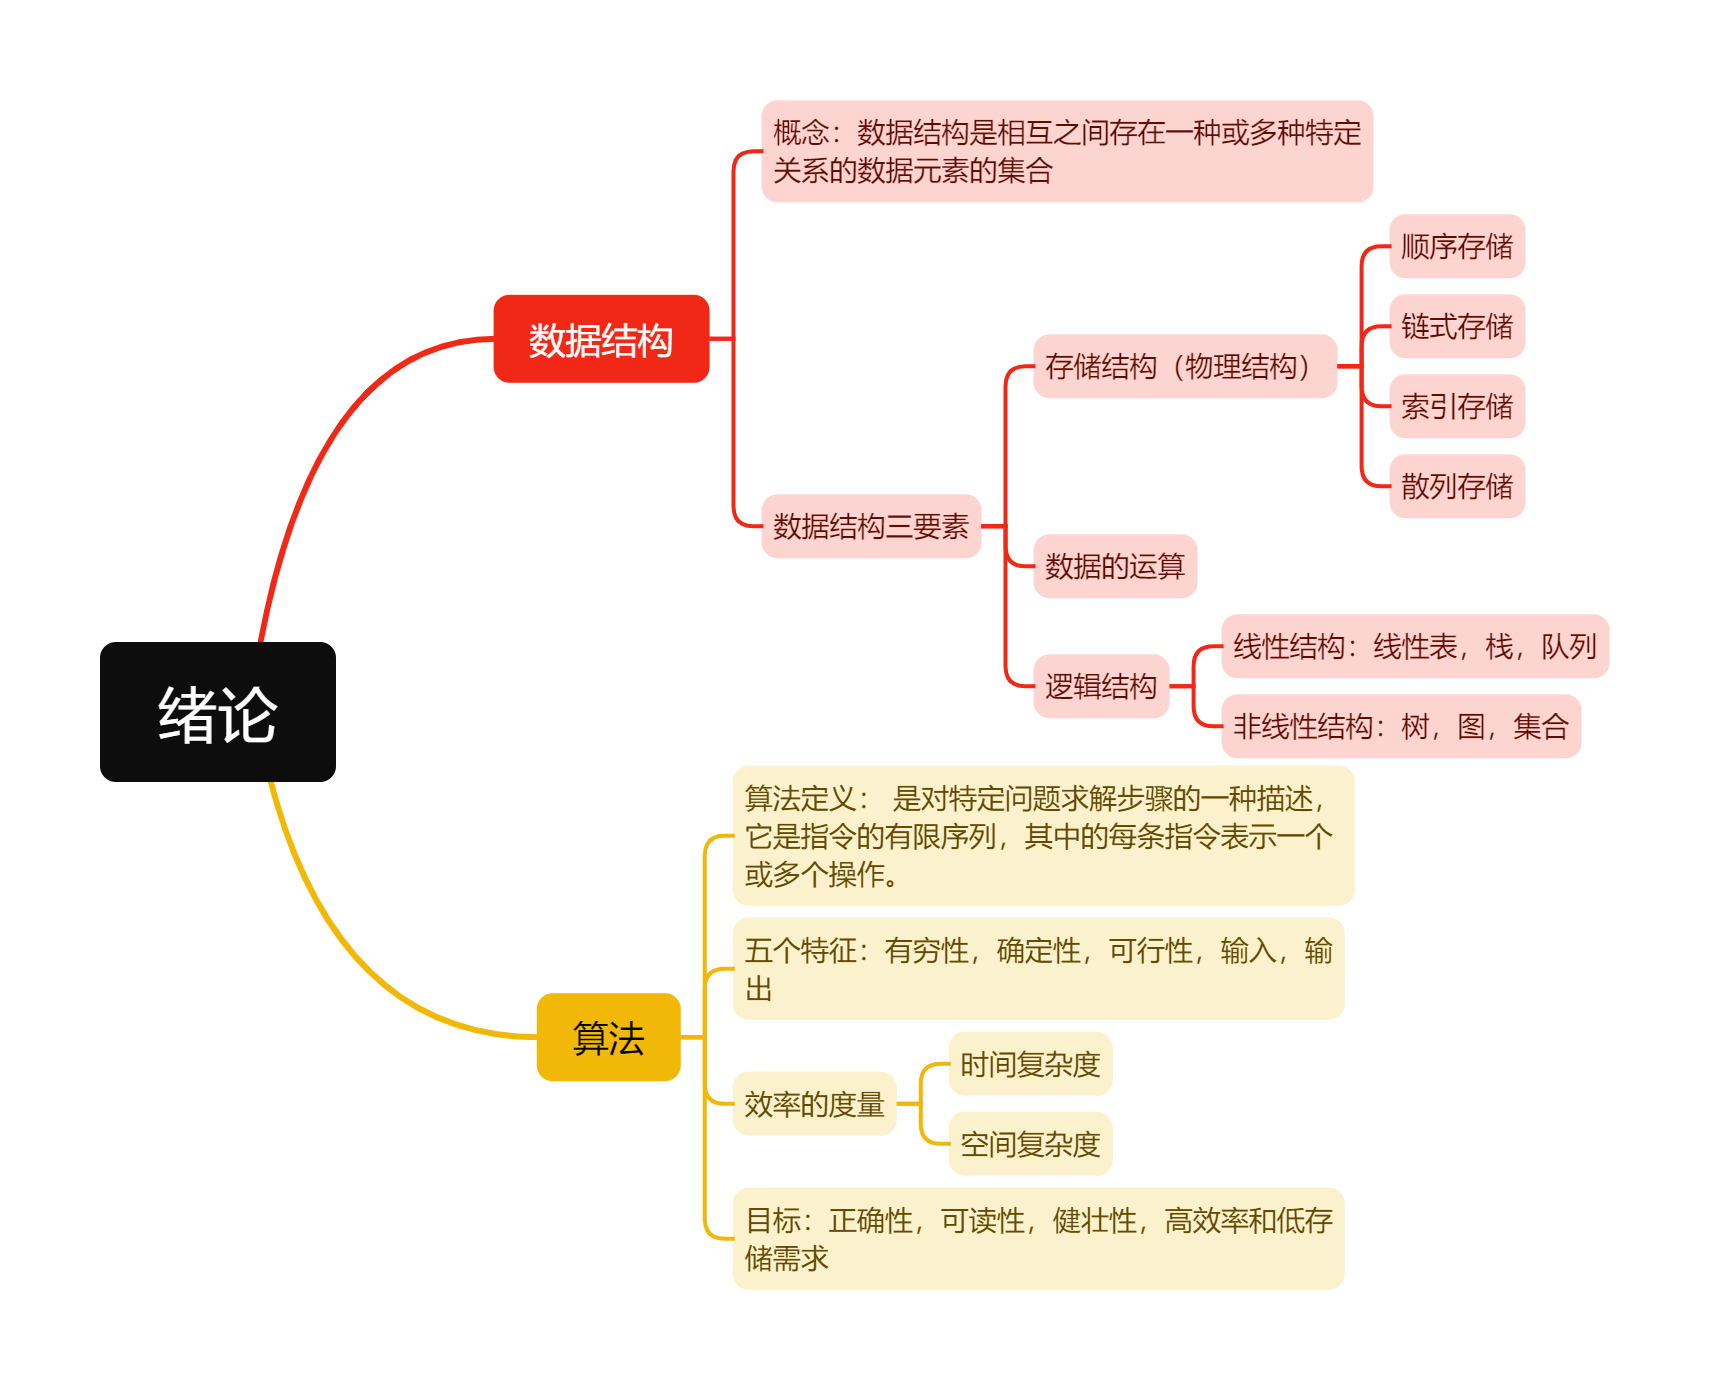 绪论
数据结构
概念：数据结构是相互之间存在一种或多种特定
关系的数据元素的集合
数据结构三要素
存储结构（物理结构）
顺序存储
链式存储
索引存储
散列存储
数据的运算
逻辑结构
线性结构：线性表，栈，队列
非线性结构：树，图，集合
算法
算法定义： 是对特定问题求解步骤的一种描述，
它是指令的有限序列，其中的每条指令表示一个
或多个操作。
五个特征：有穷性，确定性，可行性，输入，输
出
效率的度量
时间复杂度
空间复杂度
目标：正确性，可读性，健壮性，高效率和低存
储需求